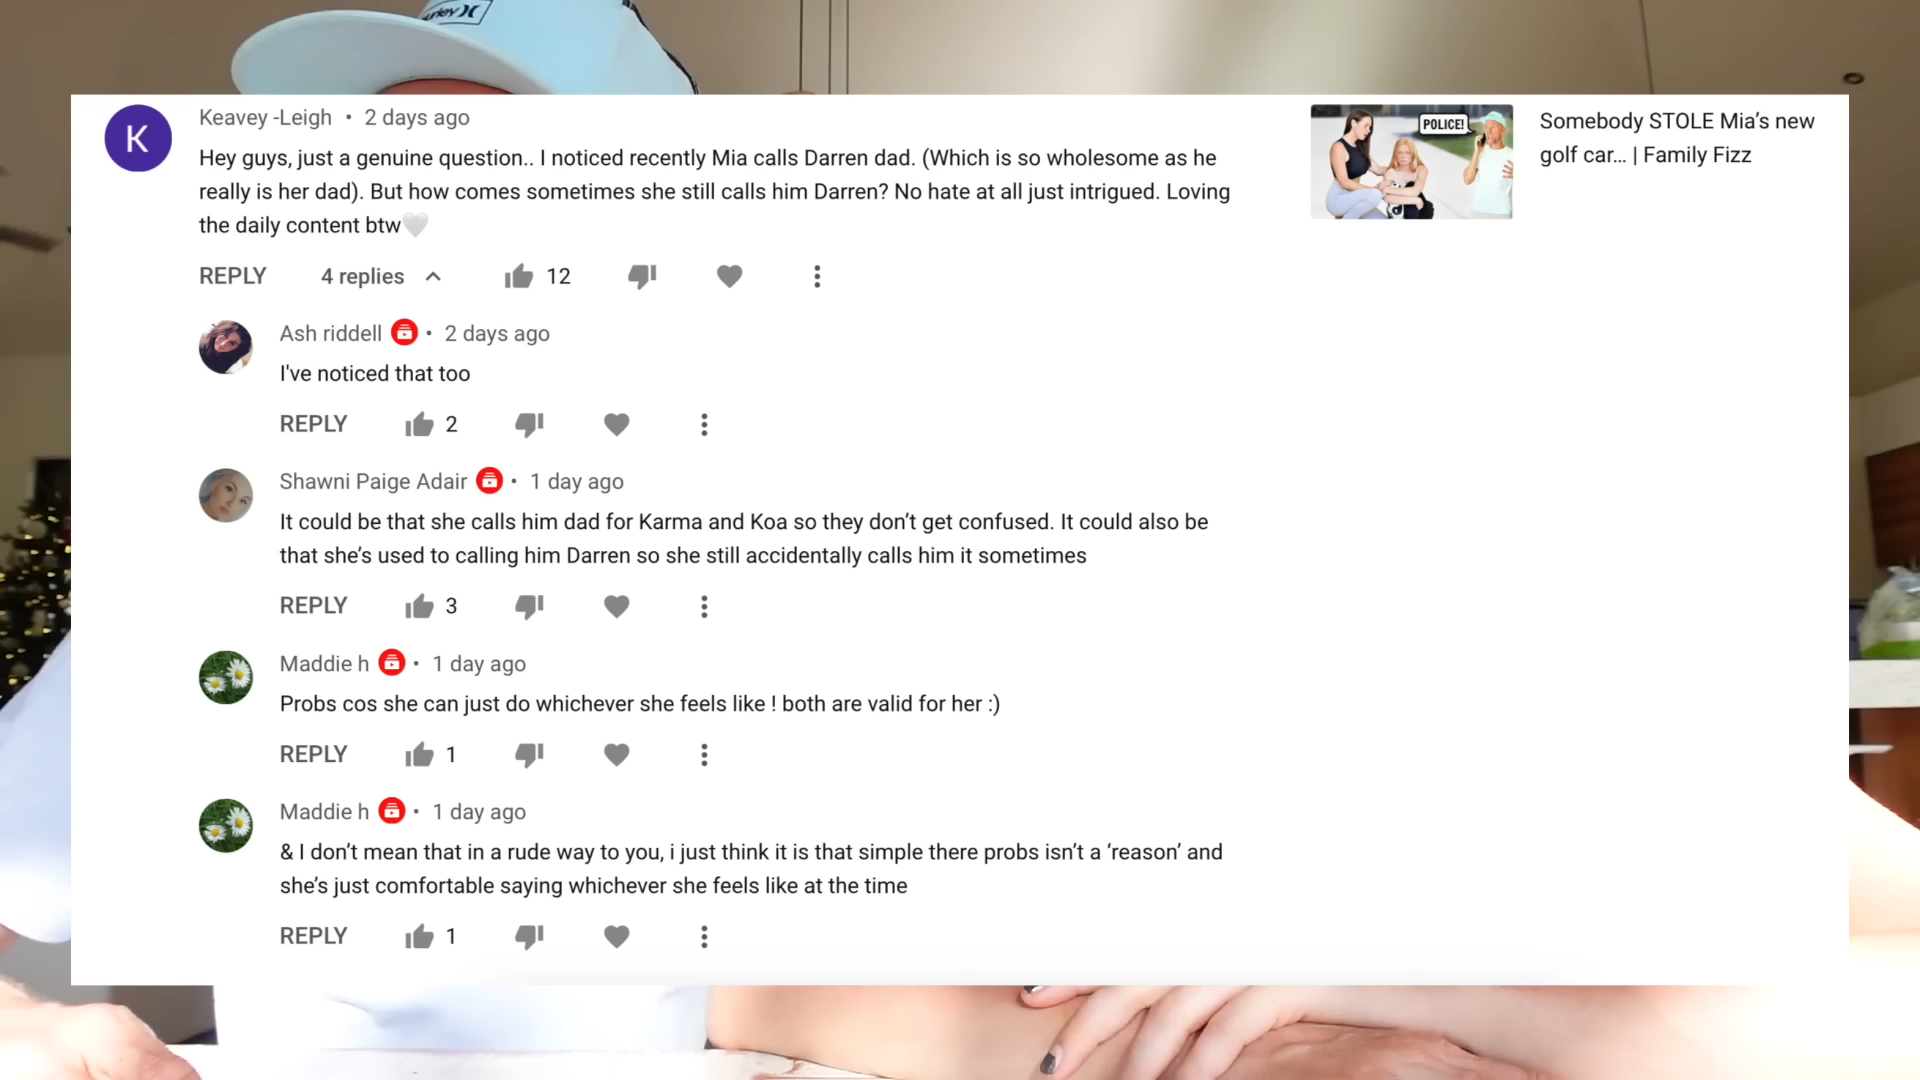 Hurley
K
Keavey -Leigh • 2 days ago
Hey guys, just a genuine question.. I noticed recently Mia calls Darren dad. (Which is so wholesome as he
really is her dad). But how comes sometimes she still calls him Darren? No hate at all just intrigued. Loving
the daily content btw🤍
REPLY 4 replies 12
Ash riddell • 2 days ago
I've noticed that too
REPLY 2
Shawni Paige Adair • 1 day ago
It could be that she calls him dad for Karma and Koa so they don’t get confused. It could also be
that she’s used to calling him Darren so she still accidentally calls him it sometimes
REPLY 3
Maddie h • 1 day ago
Probs cos she can just do whichever she feels like ! both are valid for her :)
REPLY 1
Maddie h • 1 day ago
& I don’t mean that in a rude way to you, i just think it is that simple there probs isn’t a ‘reason’ and
she’s just comfortable saying whichever she feels like at the time
REPLY 1
POLICE!
Somebody STOLE Mia’s new
golf car... | Family Fizz